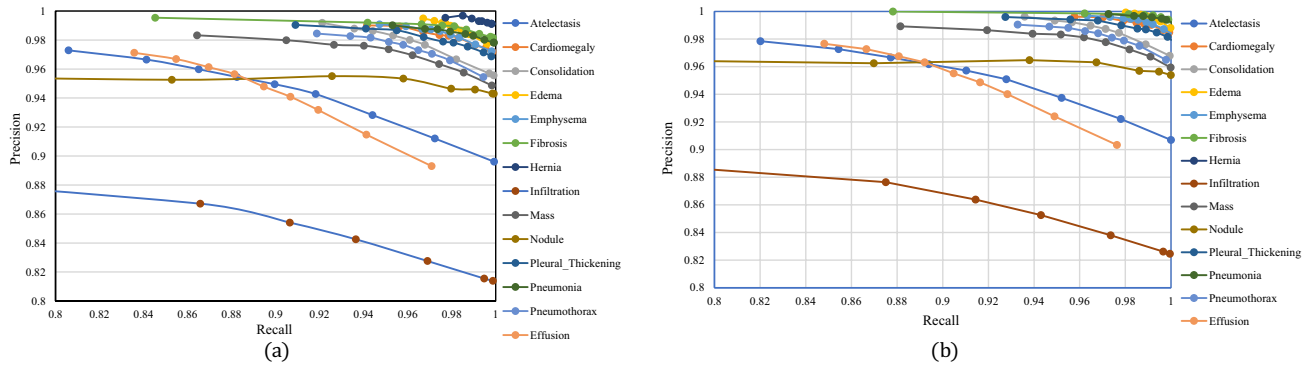 1
0.98
0.96
0.94
0.92
0.9
0.88
0.86
0.84
0.82
0.8
Precision
0.8
0.82
0.84
0.86
0.88
0.9
0.92
0.94
0.96
0.98
1
Recall
Atelectasis
Cardiomegaly
Consolidation
Edema
Emphysema
Fibrosis
Hernia
Infiltration
Mass
Nodule
Pleural_Thickening
Pneumonia
Pneumothorax
Effusion
(a)
1
0.98
0.96
0.94
0.92
0.9
0.88
0.86
0.84
0.82
0.8
Precision
0.8
0.82
0.84
0.86
0.88
0.9
0.92
0.94
0.96
0.98
1
Recall
Atelectasis
Cardiomegaly
Consolidation
Edema
Emphysema
Fibrosis
Hernia
Infiltration
Mass
Nodule
Pleural_Thickening
Pneumonia
Pneumothorax
Effusion
(b)